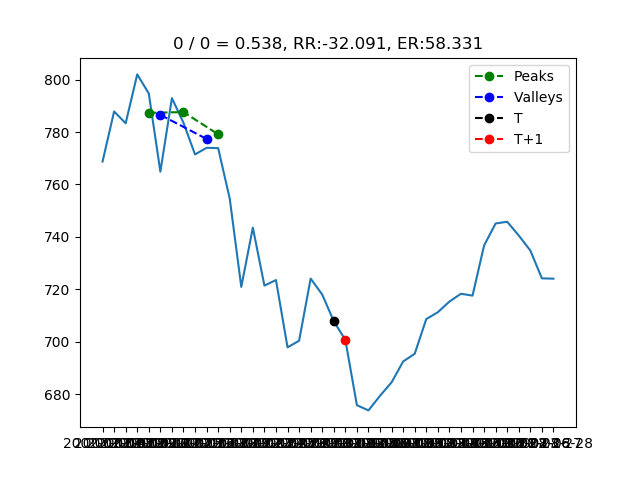 0 / 0 = 0.538, RR:-32.091, ER:58.331
Peaks
Valleys
T
T+1
800
780
760
740
720
700
680